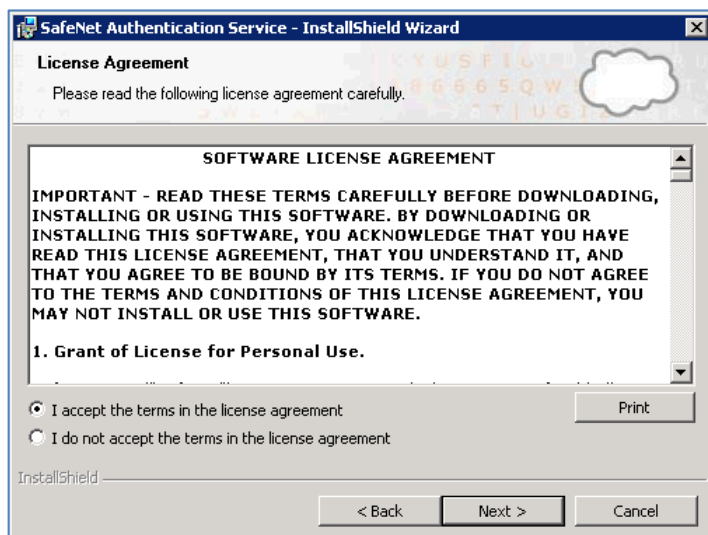 SafeNet Authentication Service - InstallShield Wizard
License Agreement
Please read the following license agreement carefully.
SOFTWARE LICENSE AGREEMENT
IMPORTANT - READ THESE TERMS CAREFULLY BEFORE DOWNLOADING,
INSTALLING OR USING THIS SOFTWARE. BY DOWNLOADING OR
INSTALLING THIS SOFTWARE, YOU ACKNOWLEDGE THAT YOU HAVE
READ THIS LICENSE AGREEMENT, THAT YOU UNDERSTAND IT, AND
THAT YOU AGREE TO BE BOUND BY ITS TERMS. IF YOU DO NOT AGREE
TO THE TERMS AND CONDITIONS OF THIS LICENSE AGREEMENT, YOU
MAY NOT INSTALL OR USE THIS SOFTWARE.
1. Grant of License for Personal Use.
I accept the terms in the license agreement
Print
I do not accept the terms in the license agreement
InstallShield
< Back
Next >
Cancel